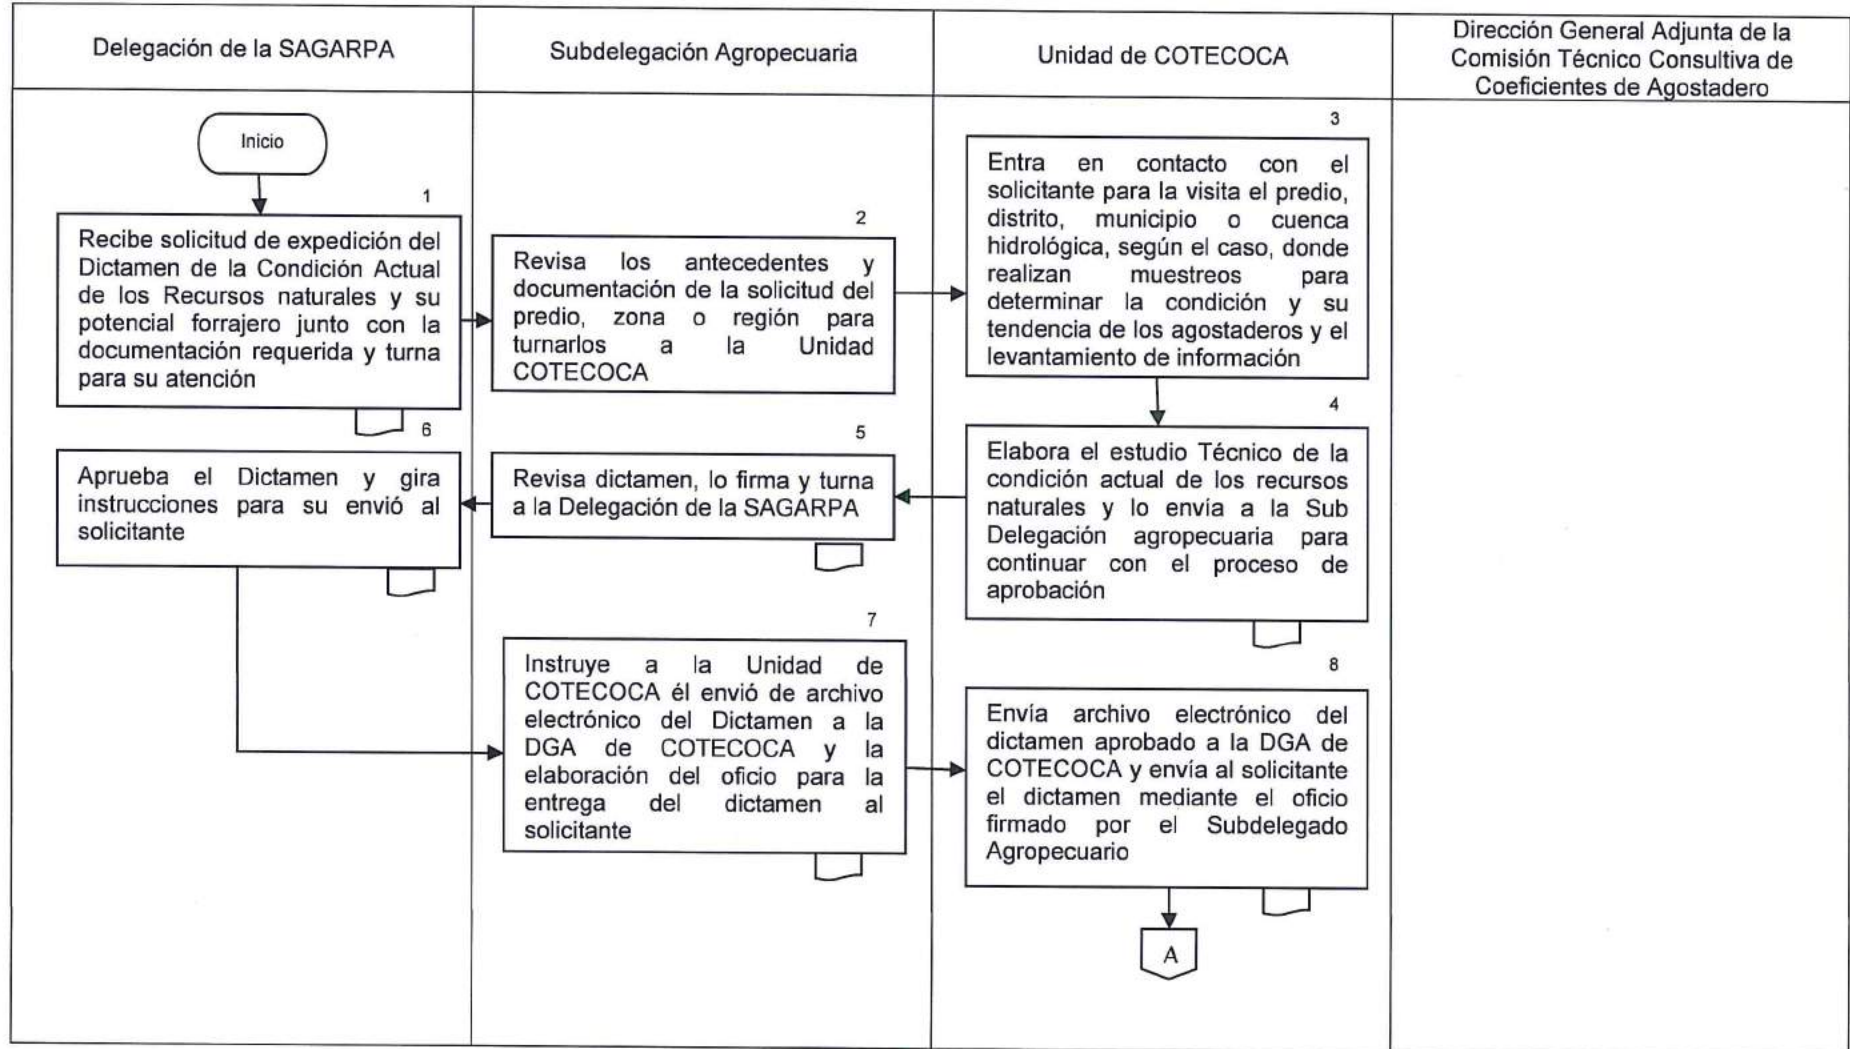 Delegación de la SAGARPA
Subdelegación Agropecuaria
Unidad de COTECOCA
Dirección General Adjunta de la
Comisión Técnico Consultiva de
Coeficientes de Agostadero
Inicio
1
Recibe solicitud de expedición del
Dictamen de la Condición Actual
de los Recursos naturales y su
potencial forrajero junto con la
documentación requerida y turna
para su atención
2
Revisa los antecedentes y
documentación de la solicitud del
predio, zona o región para
turnarlos a la Unidad
COTECOCA
3
Entra en contacto con el
solicitante para la visita el predio,
distrito, municipio o cuenca
hidrológica, según el caso, donde
realizan muestreos para
determinar la condición y su
tendencia de los agostaderos y el
levantamiento de información
4
Elabora el estudio Técnico de la
condición actual de los recursos
naturales y lo envía a la Sub
Delegación agropecuaria para
continuar con el proceso de
aprobación
5
Revisa dictamen, lo firma y turna
a la Delegación de la SAGARPA
6
Aprueba el Dictamen y gira
instrucciones para su envió al
solicitante
7
Instruye a la Unidad de
COTECOCA él envió de archivo
electrónico del Dictamen a la
DGA de COTECOCA y la
elaboración del oficio para la
entrega del dictamen al
solicitante
8
Envía archivo electrónico del
dictamen aprobado a la DGA de
COTECOCA y envía al solicitante
el dictamen mediante el oficio
firmado por el Subdelegado
Agropecuario
A